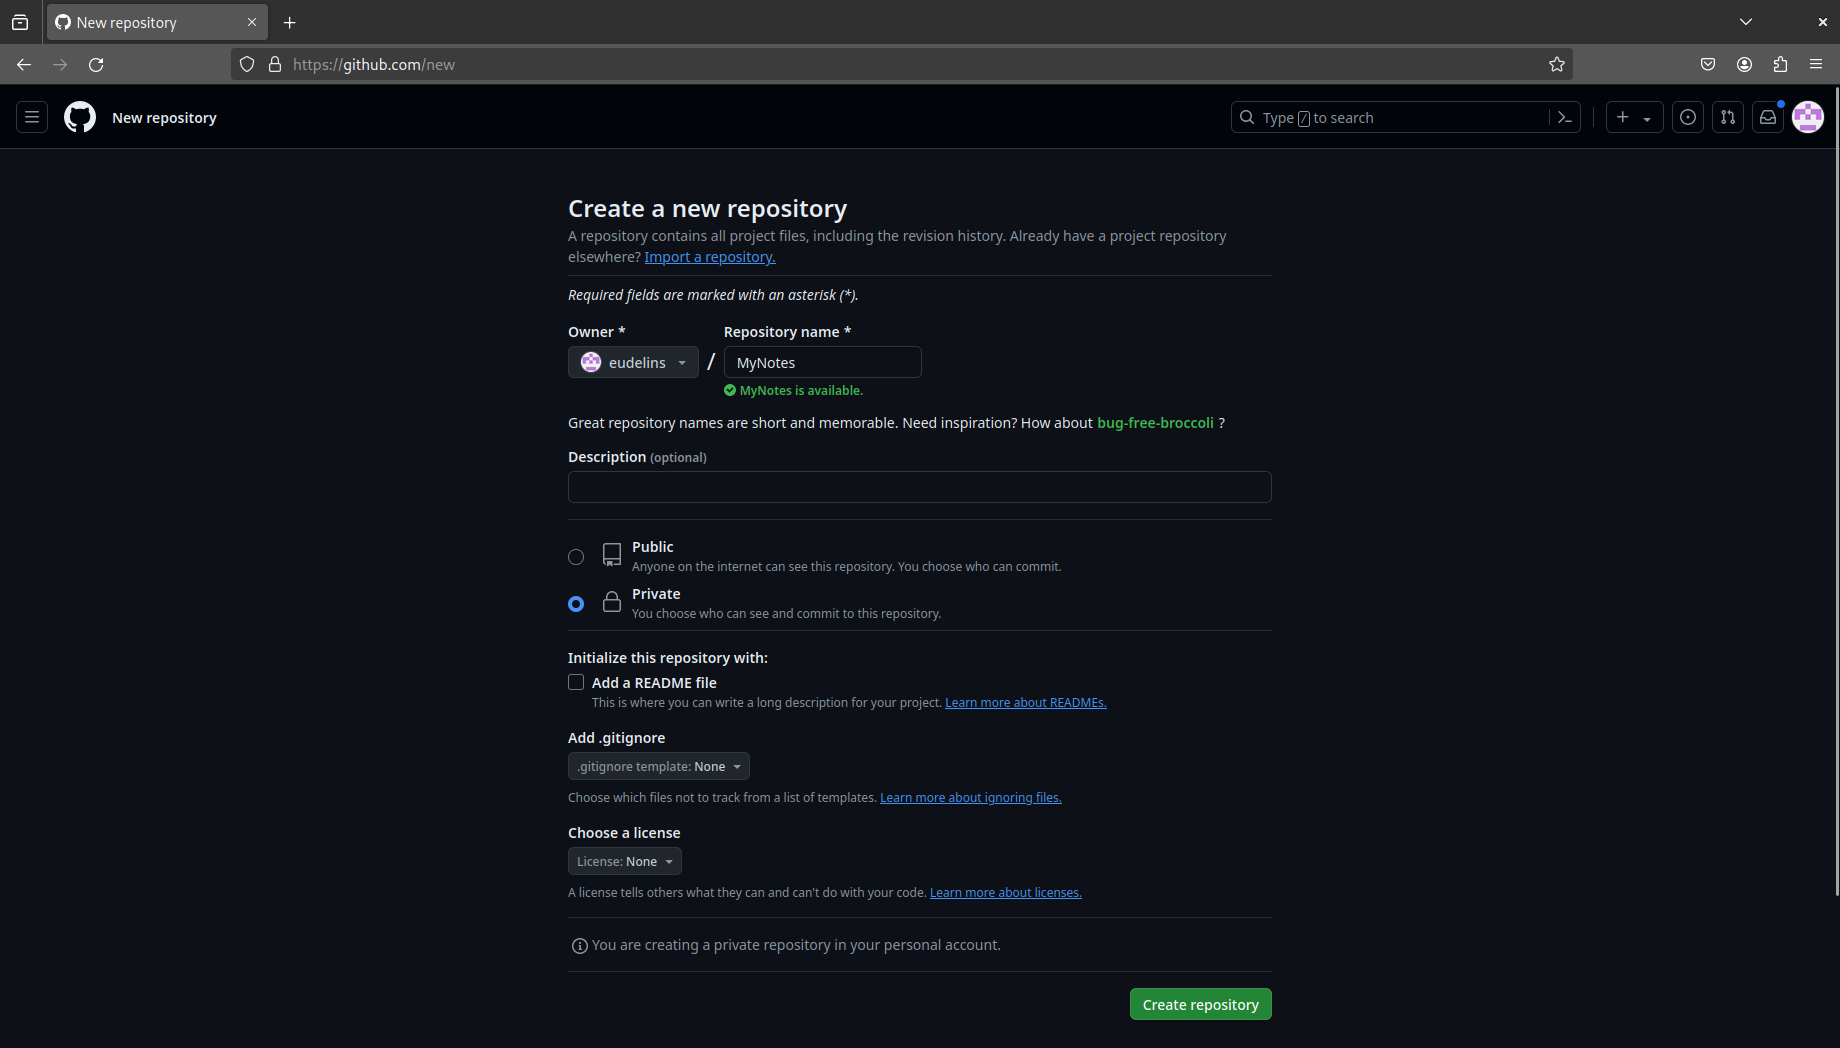 New repository
https://github.com/new
New repository
Type / to search
Create a new repository
A repository contains all project files, including the revision history. Already have a project repository
elsewhere? Import a repository.
Required fields are marked with an asterisk (*).
Owner * Repository name *
eudelins / MyNotes
MyNotes is available.
Great repository names are short and memorable. Need inspiration? How about bug-free-broccoli ?
Description (optional)
Public
Anyone on the internet can see this repository. You choose who can commit.
Private
You choose who can see and commit to this repository.
Initialize this repository with:
Add a README file
This is where you can write a long description for your project. Learn more about READMEs.
Add .gitignore
.gitignore template: None
Choose which files not to track from a list of templates. Learn more about ignoring files.
Choose a license
License: None
A license tells others what they can and can't do with your code. Learn more about licenses.
You are creating a private repository in your personal account.
Create repository